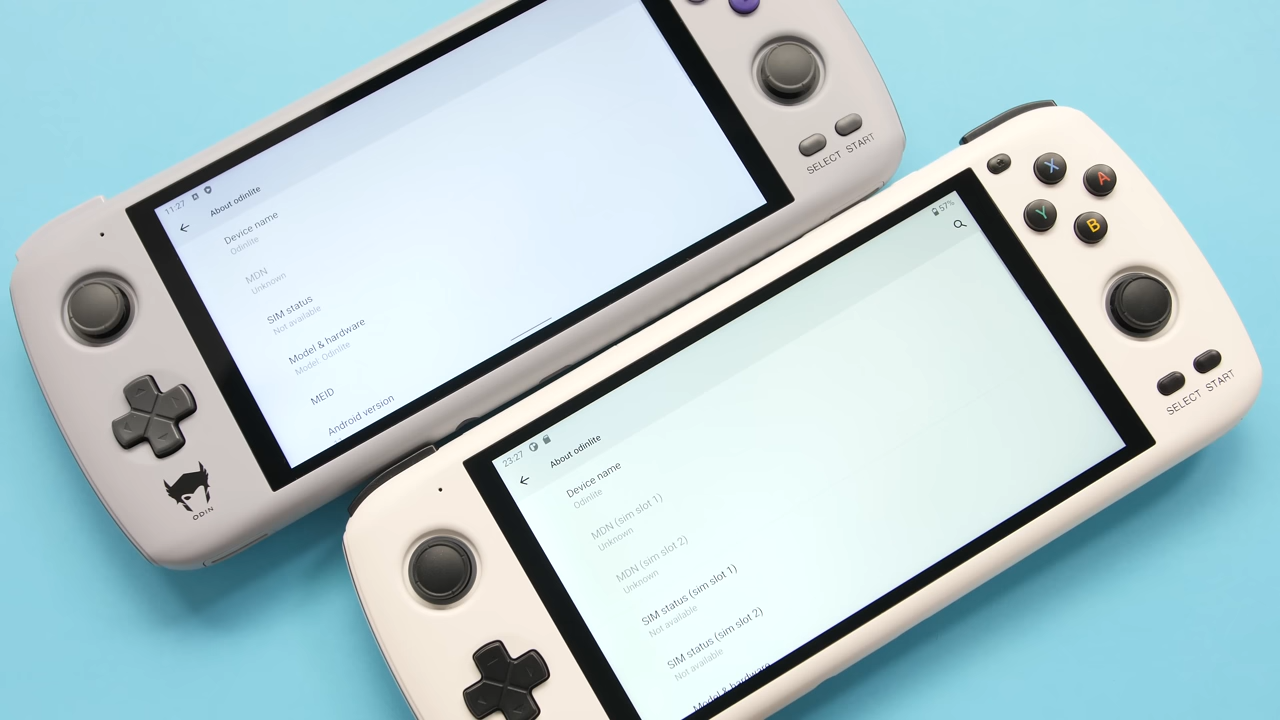 11:27
About odinlite
Device name
Odinlite
MDN
Unknown
SIM status
Not available
Model & hardware
Model: Odinlite
MEID
Android version
ODIN
SELECT START
23:27
57%
About odinlite
Device name
Odinlite
MDN (sim slot 1)
Unknown
MDN (sim slot 2)
Unknown
SIM status (sim slot 1)
Not available
SIM status (sim slot 2)
Not available
Model & hardware
X
A
Y
B
SELECT START